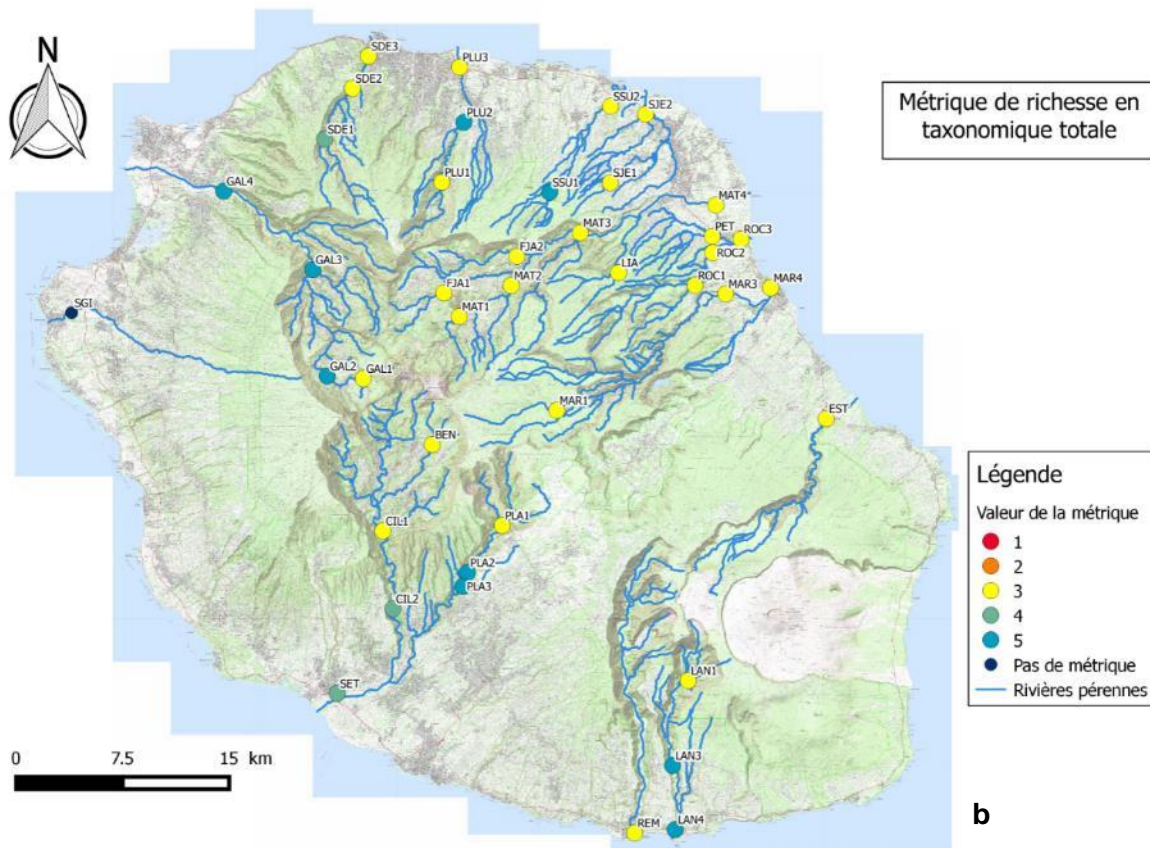 N
Métrique de richesse en
taxonomique totale
SDE3
PLU3
SDE2
SSU2
SJE2
PLU2
SDE1
PLU1
SSU1
SJE1
GAL4
MAT4
MAT3
PET
ROC3
ROC2
FJA2
LIA
GAL3
MAT2
ROC1
MAR4
FJA1
MAR3
SGI
MAT1
GAL2
GAL1
MAR1
EST
BEN
CIL1
PLA1
PLA2
PLA3
CIL2
LAN1
SET
LAN3
LAN4
REM
Légende
Valeur de la métrique
1
2
3
4
5
Pas de métrique
Rivières pérennes
0 7.5 15 km
b